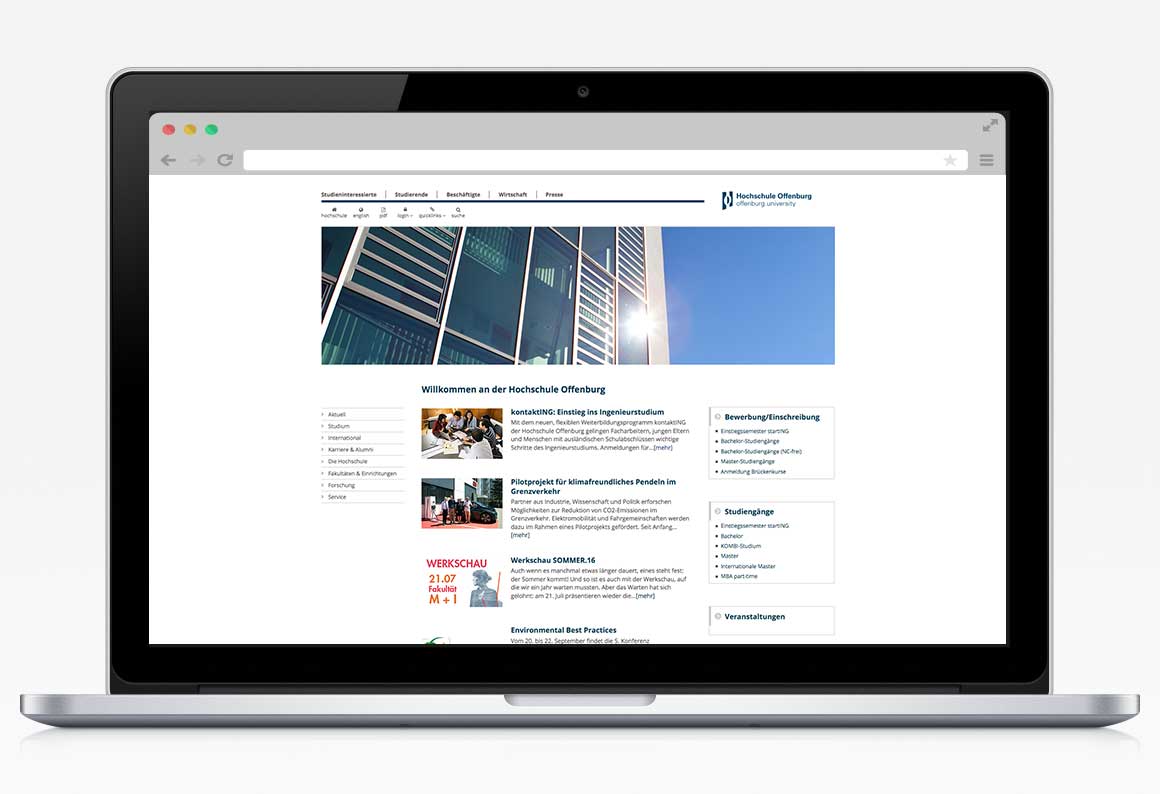 Studieninteressierte | Studierende | Beschäftigte | Wirtschaft | Presse
Hochschule Offenburg
offenburg.university
hochschule english pdf login quicklinks suche
Willkommen an der Hochschule Offenburg
Aktuell
Studium
International
Karriere & Alumni
Die Hochschule
Fakultäten & Einrichtungen
Forschung
Service
kontaktING: Einstieg ins Ingenieurstudium
Mit dem neuen, flexiblen Weiterbildungsprogramm kontaktING
der Hochschule Offenburg gelingen Facharbeitern, jungen Eltern
und Menschen mit ausländischen Schulabschlüssen wichtige
Schritte des Ingenieurstudiums. Anmeldungen für...[mehr]
Pilotprojekt für klimafreundliches Pendeln im
Grenzverkehr
Partner aus Industrie, Wissenschaft und Politik erforschen
Möglichkeiten zur Reduktion von CO2-Emissionen im
Grenzverkehr. Elektromobilität und Fahrgemeinschaften werden
dazu im Rahmen eines Pilotprojekts gefördert. Seit Anfang...
[mehr]
WERKSCHAU
21.07
Fakultät
M + I
Werkschau SOMMER.16
Auch wenn es manchmal etwas länger dauert, eines steht fest:
der Sommer kommt! Und so ist es auch mit der Werkschau, auf
die wir ein Jahr warten mussten. Aber das Warten hat sich
gelohnt: am 21. Juli präsentieren wieder die...[mehr]
Environmental Best Practices
Vom 20. bis 22. September findet die 5. Konferenz
Bewerbung/Einschreibung
Einstiegssemester startING
Bachelor-Studiengänge
Bachelor-Studiengänge (NC-frei)
Master-Studiengänge
Anmeldung Brückenkurse
Studiengänge
Einstiegssemester startING
Bachelor
KOMBI-Studium
Master
Internationale Master
MBA part-time
Veranstaltungen